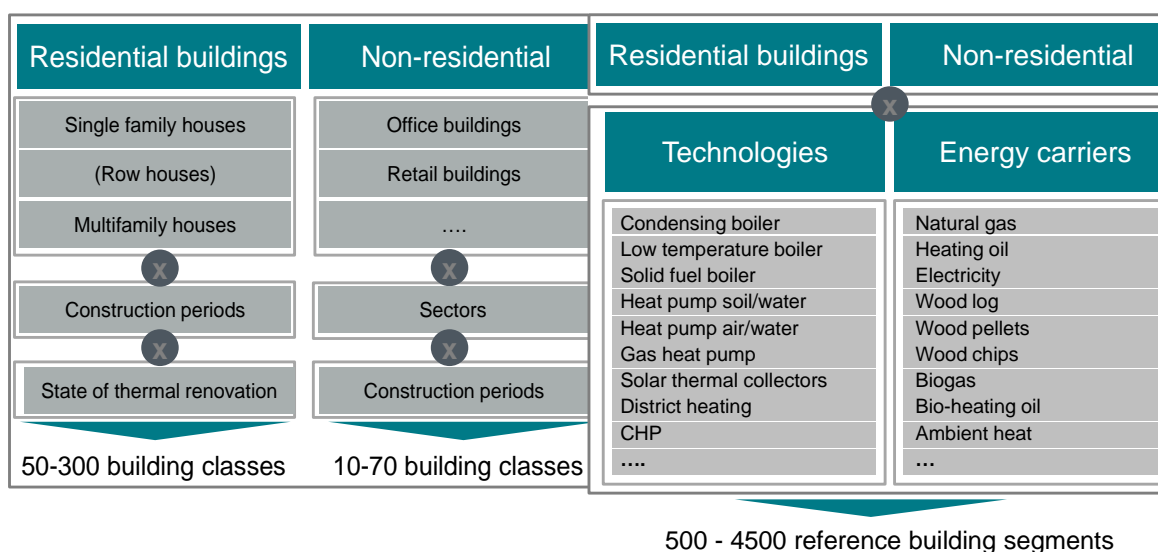 Residential buildings
Single family houses
(Row houses)
Multifamily houses
x
Construction periods
x
State of thermal renovation
50-300 building classes
Non-residential
Office buildings
Retail buildings
....
x
Sectors
x
Construction periods
10-70 building classes
Residential buildings
Non-residential
x
Technologies
Condensing boiler
Low temperature boiler
Solid fuel boiler
Heat pump soil/water
Heat pump air/water
Gas heat pump
Solar thermal collectors
District heating
CHP
....
Energy carriers
Natural gas
Heating oil
Electricity
Wood log
Wood pellets
Wood chips
Biogas
Bio-heating oil
Ambient heat
...
500 - 4500 reference building segments